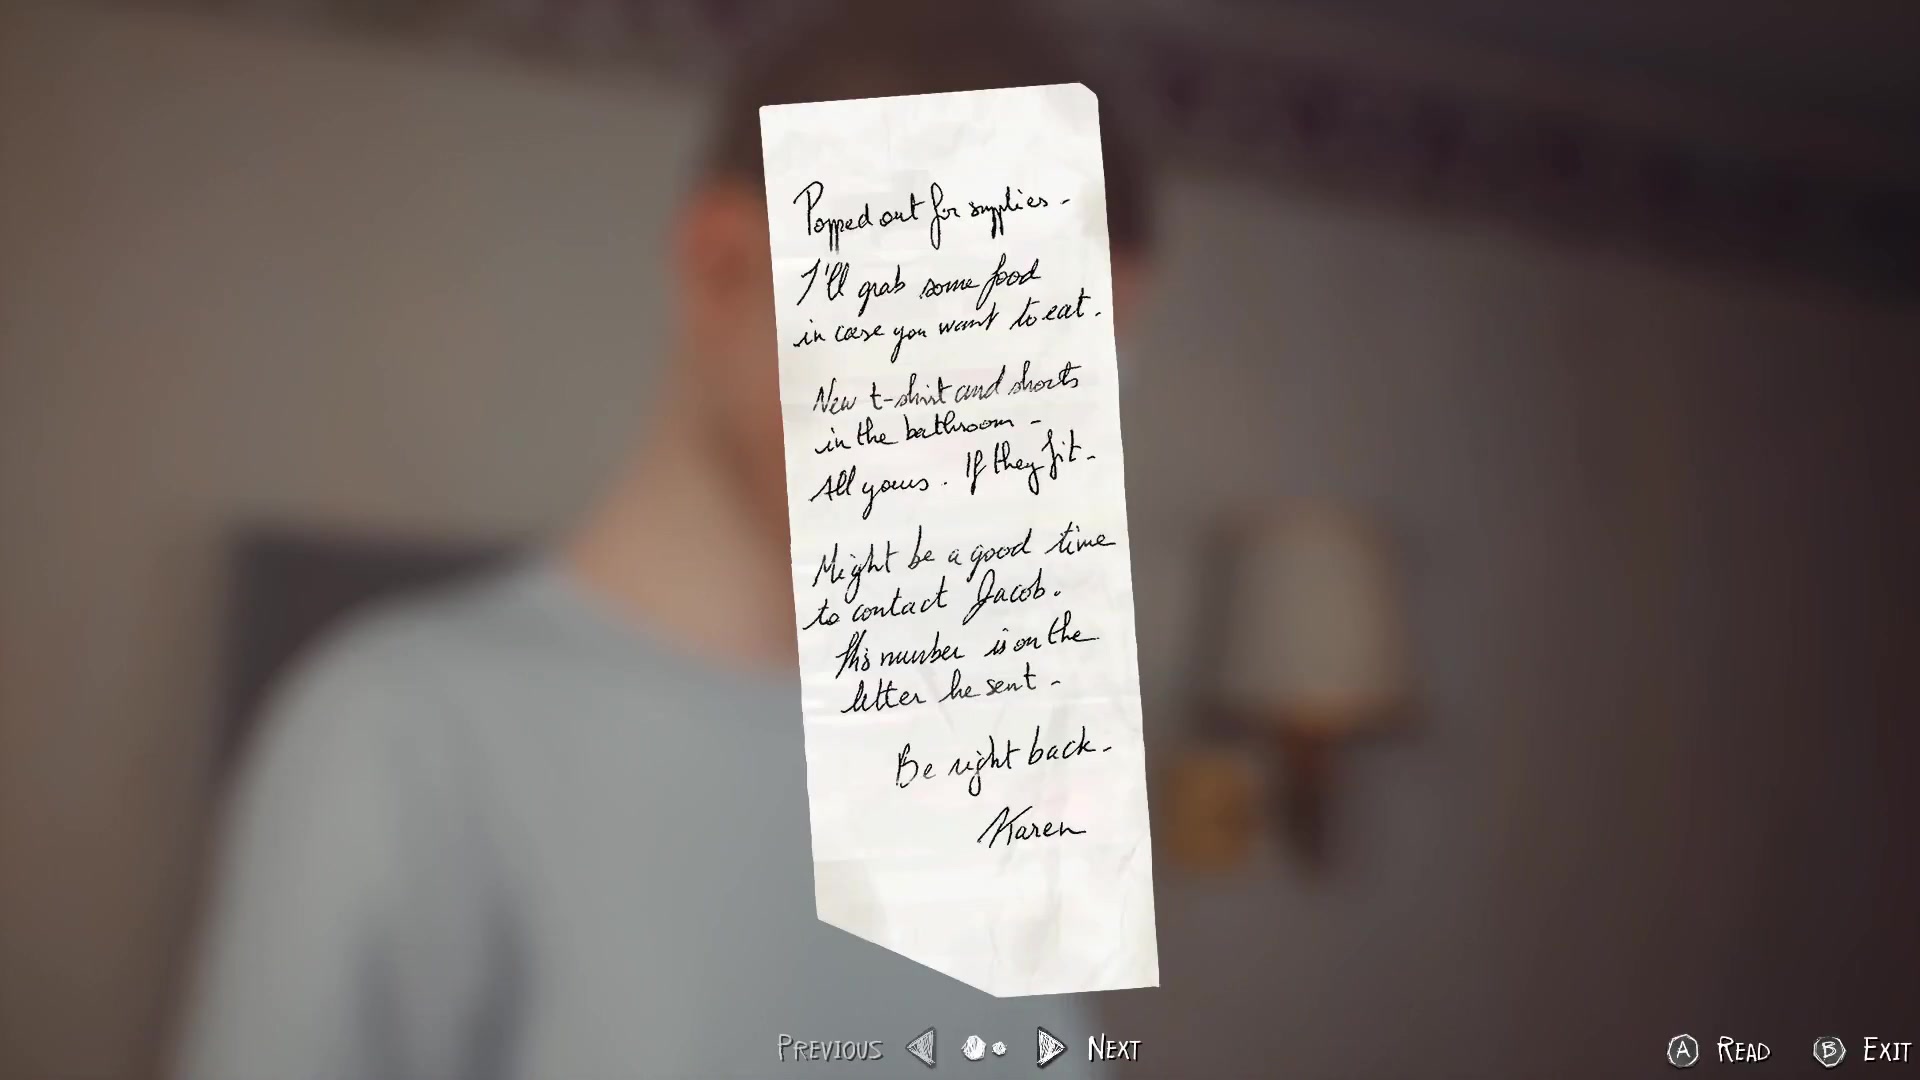 Popped out for supplies -
I'll grab some food
in case you want to eat.
New t-shirt and shorts
in the bathroom -
All yours. If they fit -
Might be a good time
to contact Jacob.
His number is on the
letter he sent -
Be right back -
Karen
PREVIOUS NEXT
A READ B EXIT